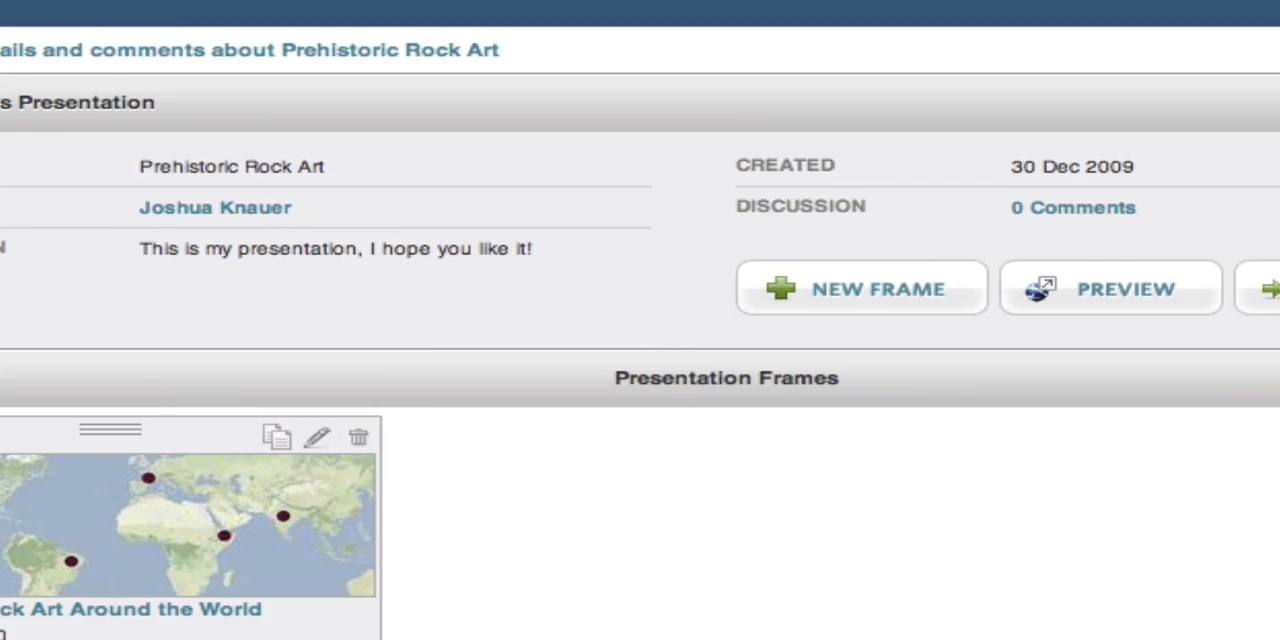 ails and comments about Prehistoric Rock Art
s Presentation
Prehistoric Rock Art
CREATED
30 Dec 2009
Joshua Knauer
DISCUSSION
0 Comments
N
This is my presentation, I hope you like it!
NEW FRAME
PREVIEW
Presentation Frames
ck Art Around the World